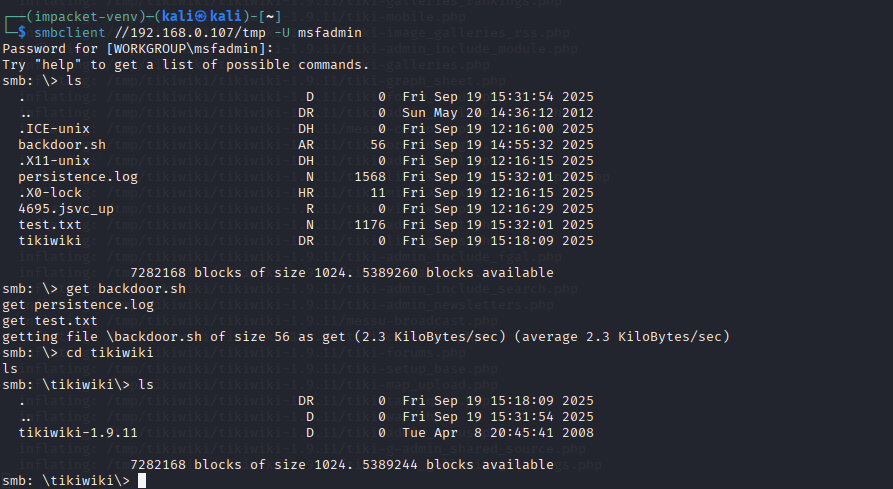 ┌──(impacket-venv)─(kali㉿kali)-[~]
└─$ smbclient //192.168.0.107/tmp -U msfadmin
Password for [WORKGROUP\msfadmin]:
Try "help" to get a list of possible commands.
smb: \> ls
  .                                   D        0  Fri Sep 19 15:31:54 2025
  ..                                 DR        0  Sun May 20 14:36:12 2012
  .ICE-unix                          DH        0  Fri Sep 19 12:16:00 2025
  backdoor.sh                        AR       56  Fri Sep 19 14:55:32 2025
  .X11-unix                          DH        0  Fri Sep 19 12:16:15 2025
  persistence.log                     N     1568  Fri Sep 19 15:32:01 2025
  .X0-lock                           HR       11  Fri Sep 19 12:16:15 2025
  4695.jsvc_up                        R        0  Fri Sep 19 12:16:29 2025
  test.txt                            N     1176  Fri Sep 19 15:32:01 2025
  tikiwiki                           DR        0  Fri Sep 19 15:18:09 2025
                7282168 blocks of size 1024. 5389260 blocks available
smb: \> get backdoor.sh
get persistence.log
get test.txt
getting file \backdoor.sh of size 56 as get (2.3 KiloBytes/sec) (average 2.3 KiloBytes/sec)
smb: \> cd tikiwiki
ls
smb: \tikiwiki\> ls
  .                                  DR        0  Fri Sep 19 15:18:09 2025
  ..                                  D        0  Fri Sep 19 15:31:54 2025
  tikiwiki-1.9.11                     D        0  Tue Apr  8 20:45:41 2008
                7282168 blocks of size 1024. 5389244 blocks available
smb: \tikiwiki\>